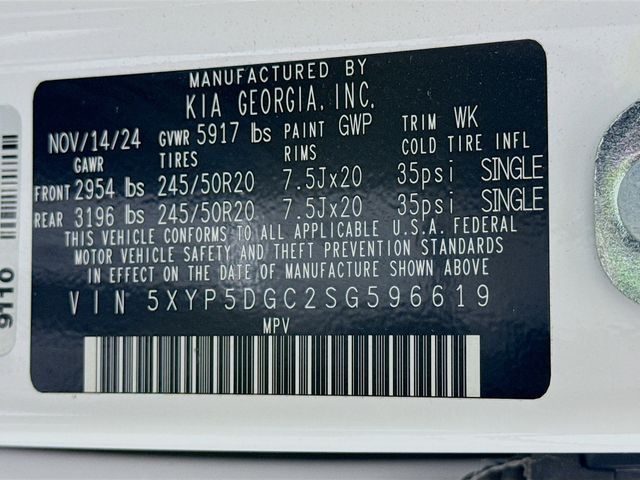 MANUFACTURED BY
KIA GEORGIA, INC.
NOV/14/24 GVWR 5917 lbs PAINT GWP TRIM WK
GAWR TIRES RIMS COLD TIRE INFL
FRONT 2954 lbs 245/50R20 7.5Jx20 35psi SINGLE
REAR 3196 lbs 245/50R20 7.5Jx20 35psi SINGLE
THIS VEHICLE CONFORMS TO ALL APPLICABLE U.S.A. FEDERAL
MOTOR VEHICLE SAFETY AND THEFT PREVENTION STANDARDS
IN EFFECT ON THE DATE OF MANUFACTURE SHOWN ABOVE.
VIN 5XYP5DGC2SG596619
MPV
9110